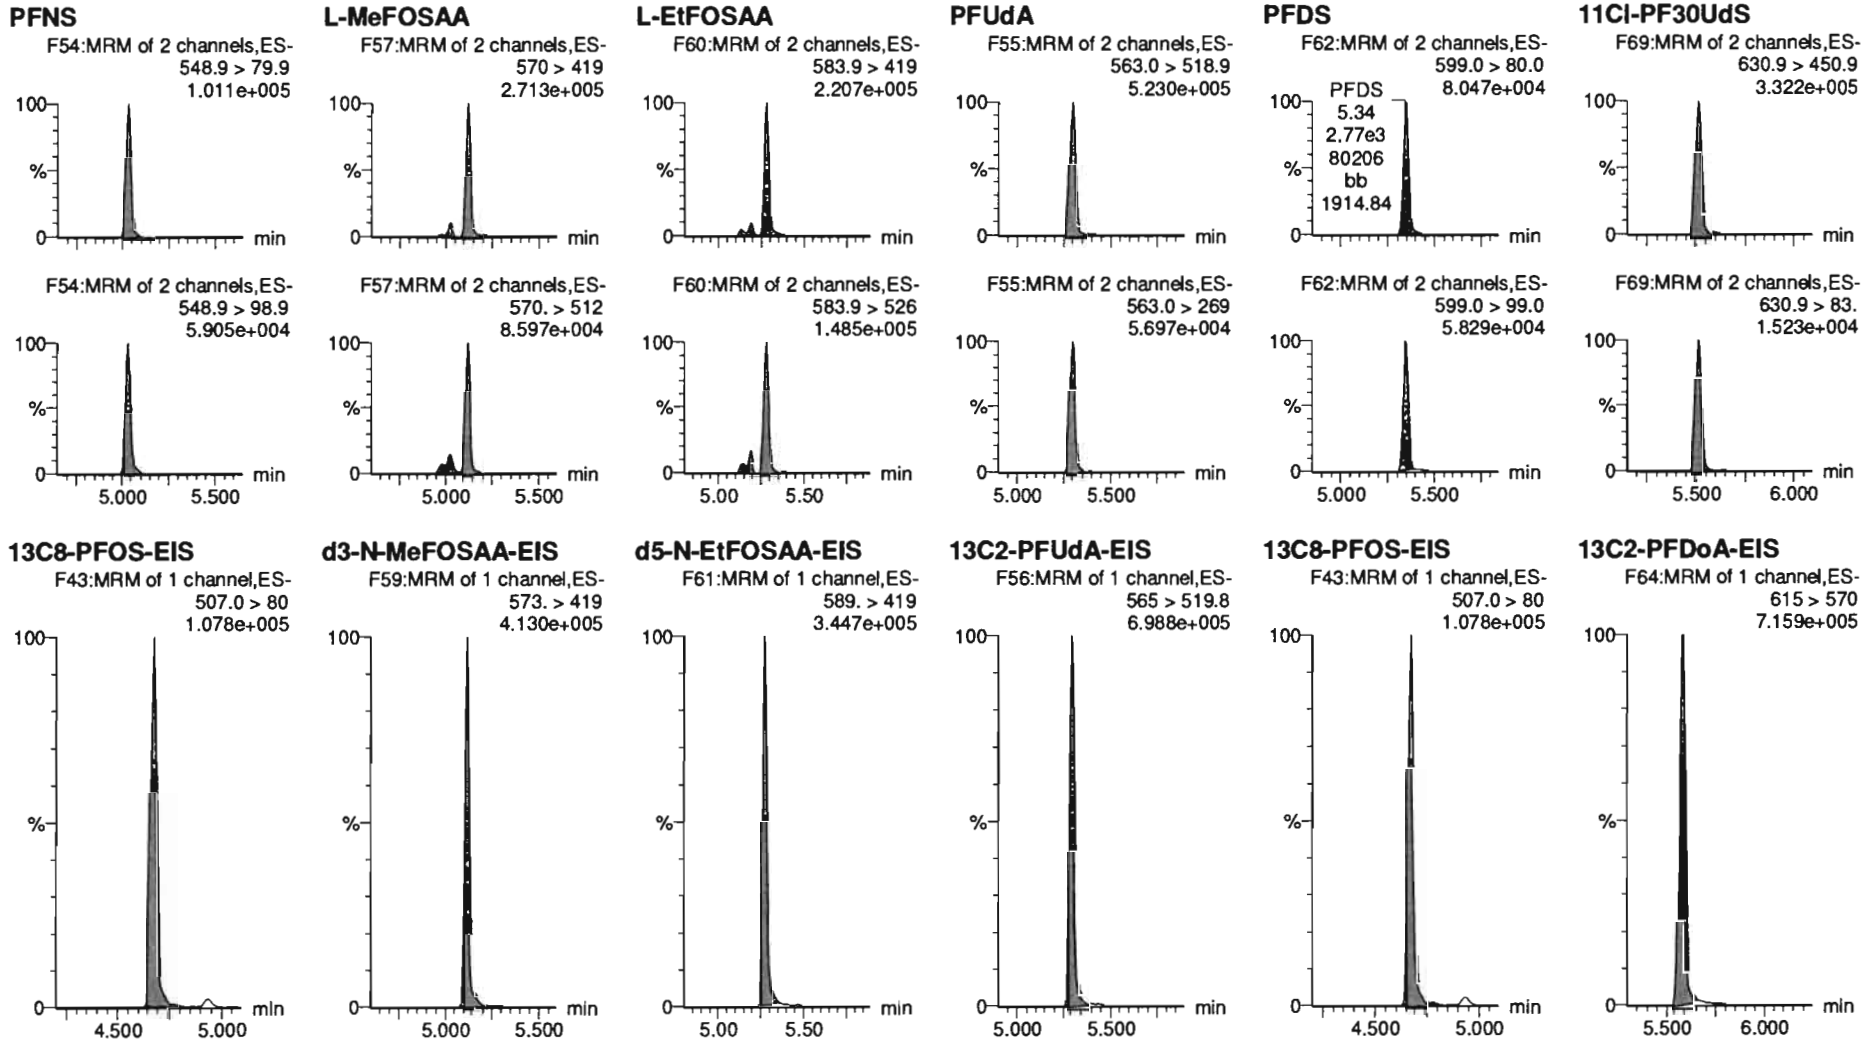 PFNS
F54:MRM of 2 channels,ES-
548.9 > 79.9
1.011e+005
100
%
0
min
F54:MRM of 2 channels,ES-
548.9 > 98.9
5.905e+004
100
%
0
min
5.000 5.500
L-MeFOSAA
F57:MRM of 2 channels,ES-
570 > 419
2.713e+005
100
%
0
min
F57:MRM of 2 channels,ES-
570. > 512
8.597e+004
100
%
0
min
5.000 5.500
L-EtFOSAA
F60:MRM of 2 channels,ES-
583.9 > 419
2.207e+005
100
%
0
min
F60:MRM of 2 channels,ES-
583.9 > 526
1.485e+005
100
%
0
min
5.00 5.50
PFUdA
F55:MRM of 2 channels,ES-
563.0 > 518.9
5.230e+005
100
%
0
min
F55:MRM of 2 channels,ES-
563.0 > 269
5.697e+004
100
%
0
min
5.000 5.500
PFDS
F62:MRM of 2 channels,ES-
599.0 > 80.0
8.047e+004
100
PFDS
5.34
2.77e3
80206
bb
1914.84
%
0
min
F62:MRM of 2 channels,ES-
599.0 > 99.0
5.829e+004
100
%
0
min
5.000 5.500
11Cl-PF30UdS
F69:MRM of 2 channels,ES-
630.9 > 450.9
3.322e+005
100
%
0
min
F69:MRM of 2 channels,ES-
630.9 > 83.
1.523e+004
100
%
0
min
5.500 6.000
13C8-PFOS-EIS
F43:MRM of 1 channel,ES-
507.0 > 80
1.078e+005
100
%
0
min
4.500 5.000
d3-N-MeFOSAA-EIS
F59:MRM of 1 channel,ES-
573. > 419
4.130e+005
100
%
0
min
5.000 5.500
d5-N-EtFOSAA-EIS
F61:MRM of 1 channel,ES-
589. > 419
3.447e+005
100
%
0
min
5.00 5.50
13C2-PFUdA-EIS
F56:MRM of 1 channel,ES-
565 > 519.8
6.988e+005
100
%
0
min
5.000 5.500
13C8-PFOS-EIS
F43:MRM of 1 channel,ES-
507.0 > 80
1.078e+005
100
%
0
min
4.500 5.000
13C2-PFDoA-EIS
F64:MRM of 1 channel,ES-
615 > 570
7.159e+005
100
%
0
min
5.500 6.000